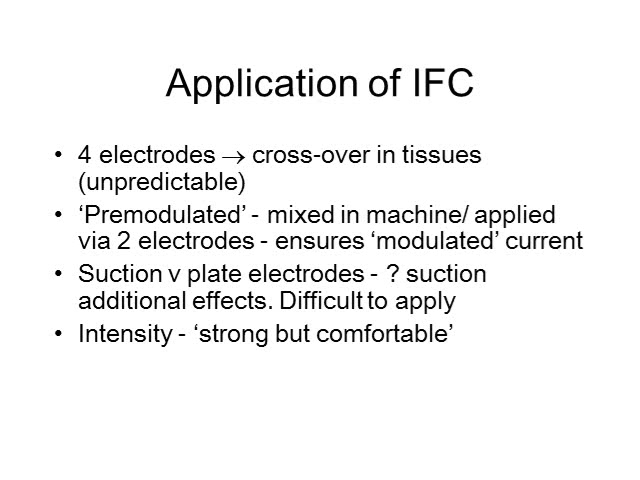 Application of IFC
• 4 electrodes → cross-over in tissues
(unpredictable)
• ‘Premodulated’ - mixed in machine/ applied
via 2 electrodes - ensures ‘modulated’ current
• Suction v plate electrodes - ? suction
additional effects. Difficult to apply
• Intensity - ‘strong but comfortable’